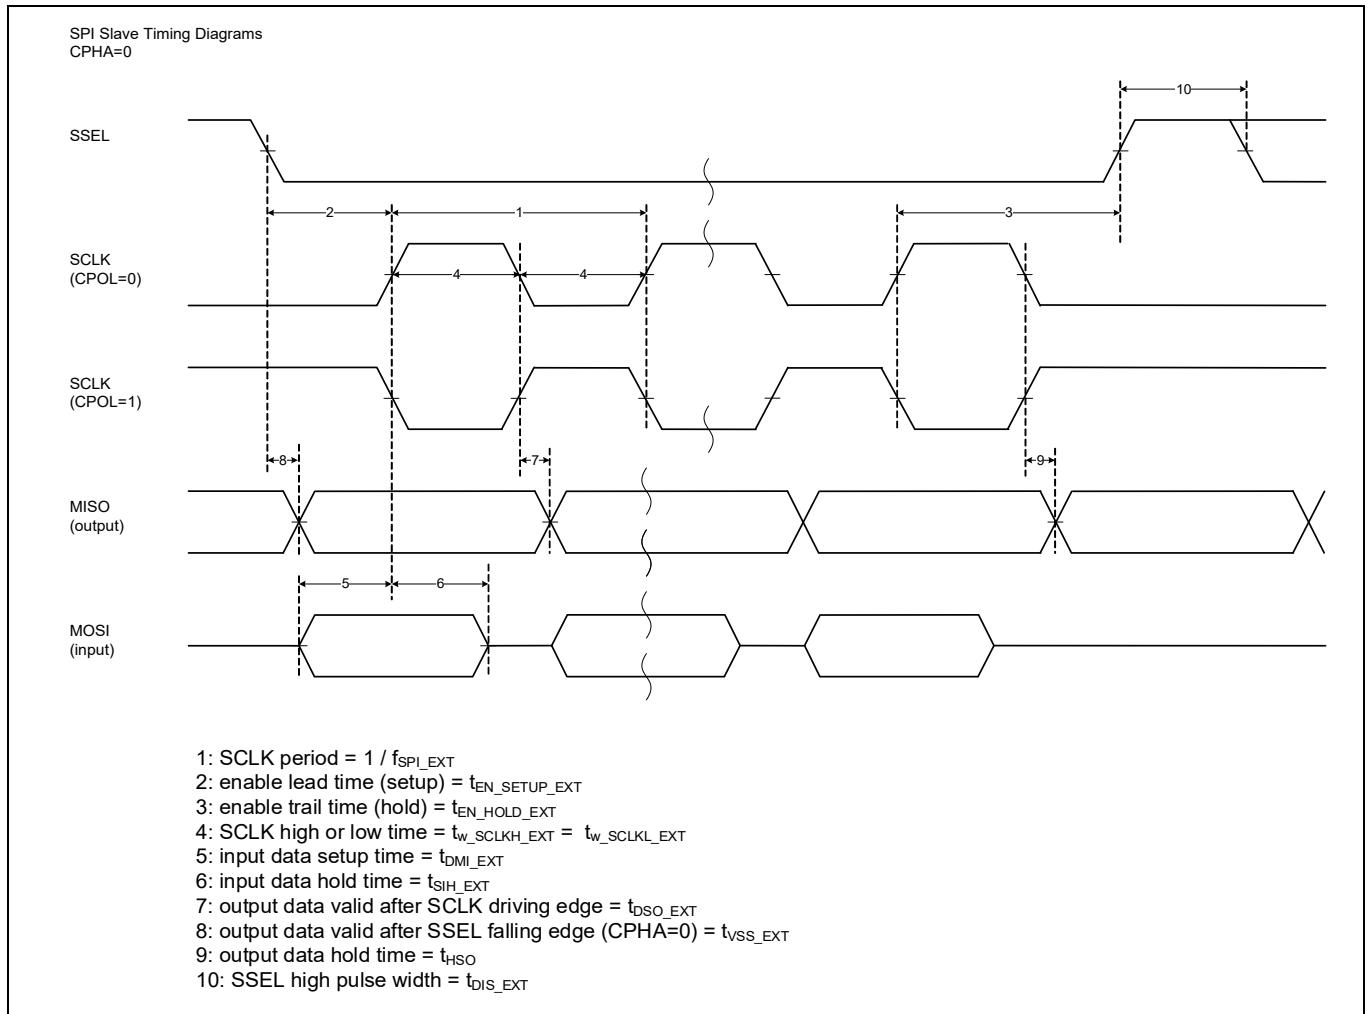 SPI Slave Timing Diagrams
CPHA=0
10
SSEL
2
1
3
SCLK
(CPOL=0)
4
4
SCLK
(CPOL=1)
8
7
9
MISO
(output)
5
6
MOSI
(input)
1: SCLK period = 1 / fSPI_EXT
2: enable lead time (setup) = tEN_SETUP_EXT
3: enable trail time (hold) = tEN_HOLD_EXT
4: SCLK high or low time = tw_SCLKH_EXT = tw_SCLKL_EXT
5: input data setup time = tDMI_EXT
6: input data hold time = tSIH_EXT
7: output data valid after SCLK driving edge = tDSO_EXT
8: output data valid after SSEL falling edge (CPHA=0) = tVSS_EXT
9: output data hold time = tHSO
10: SSEL high pulse width = tDIS_EXT